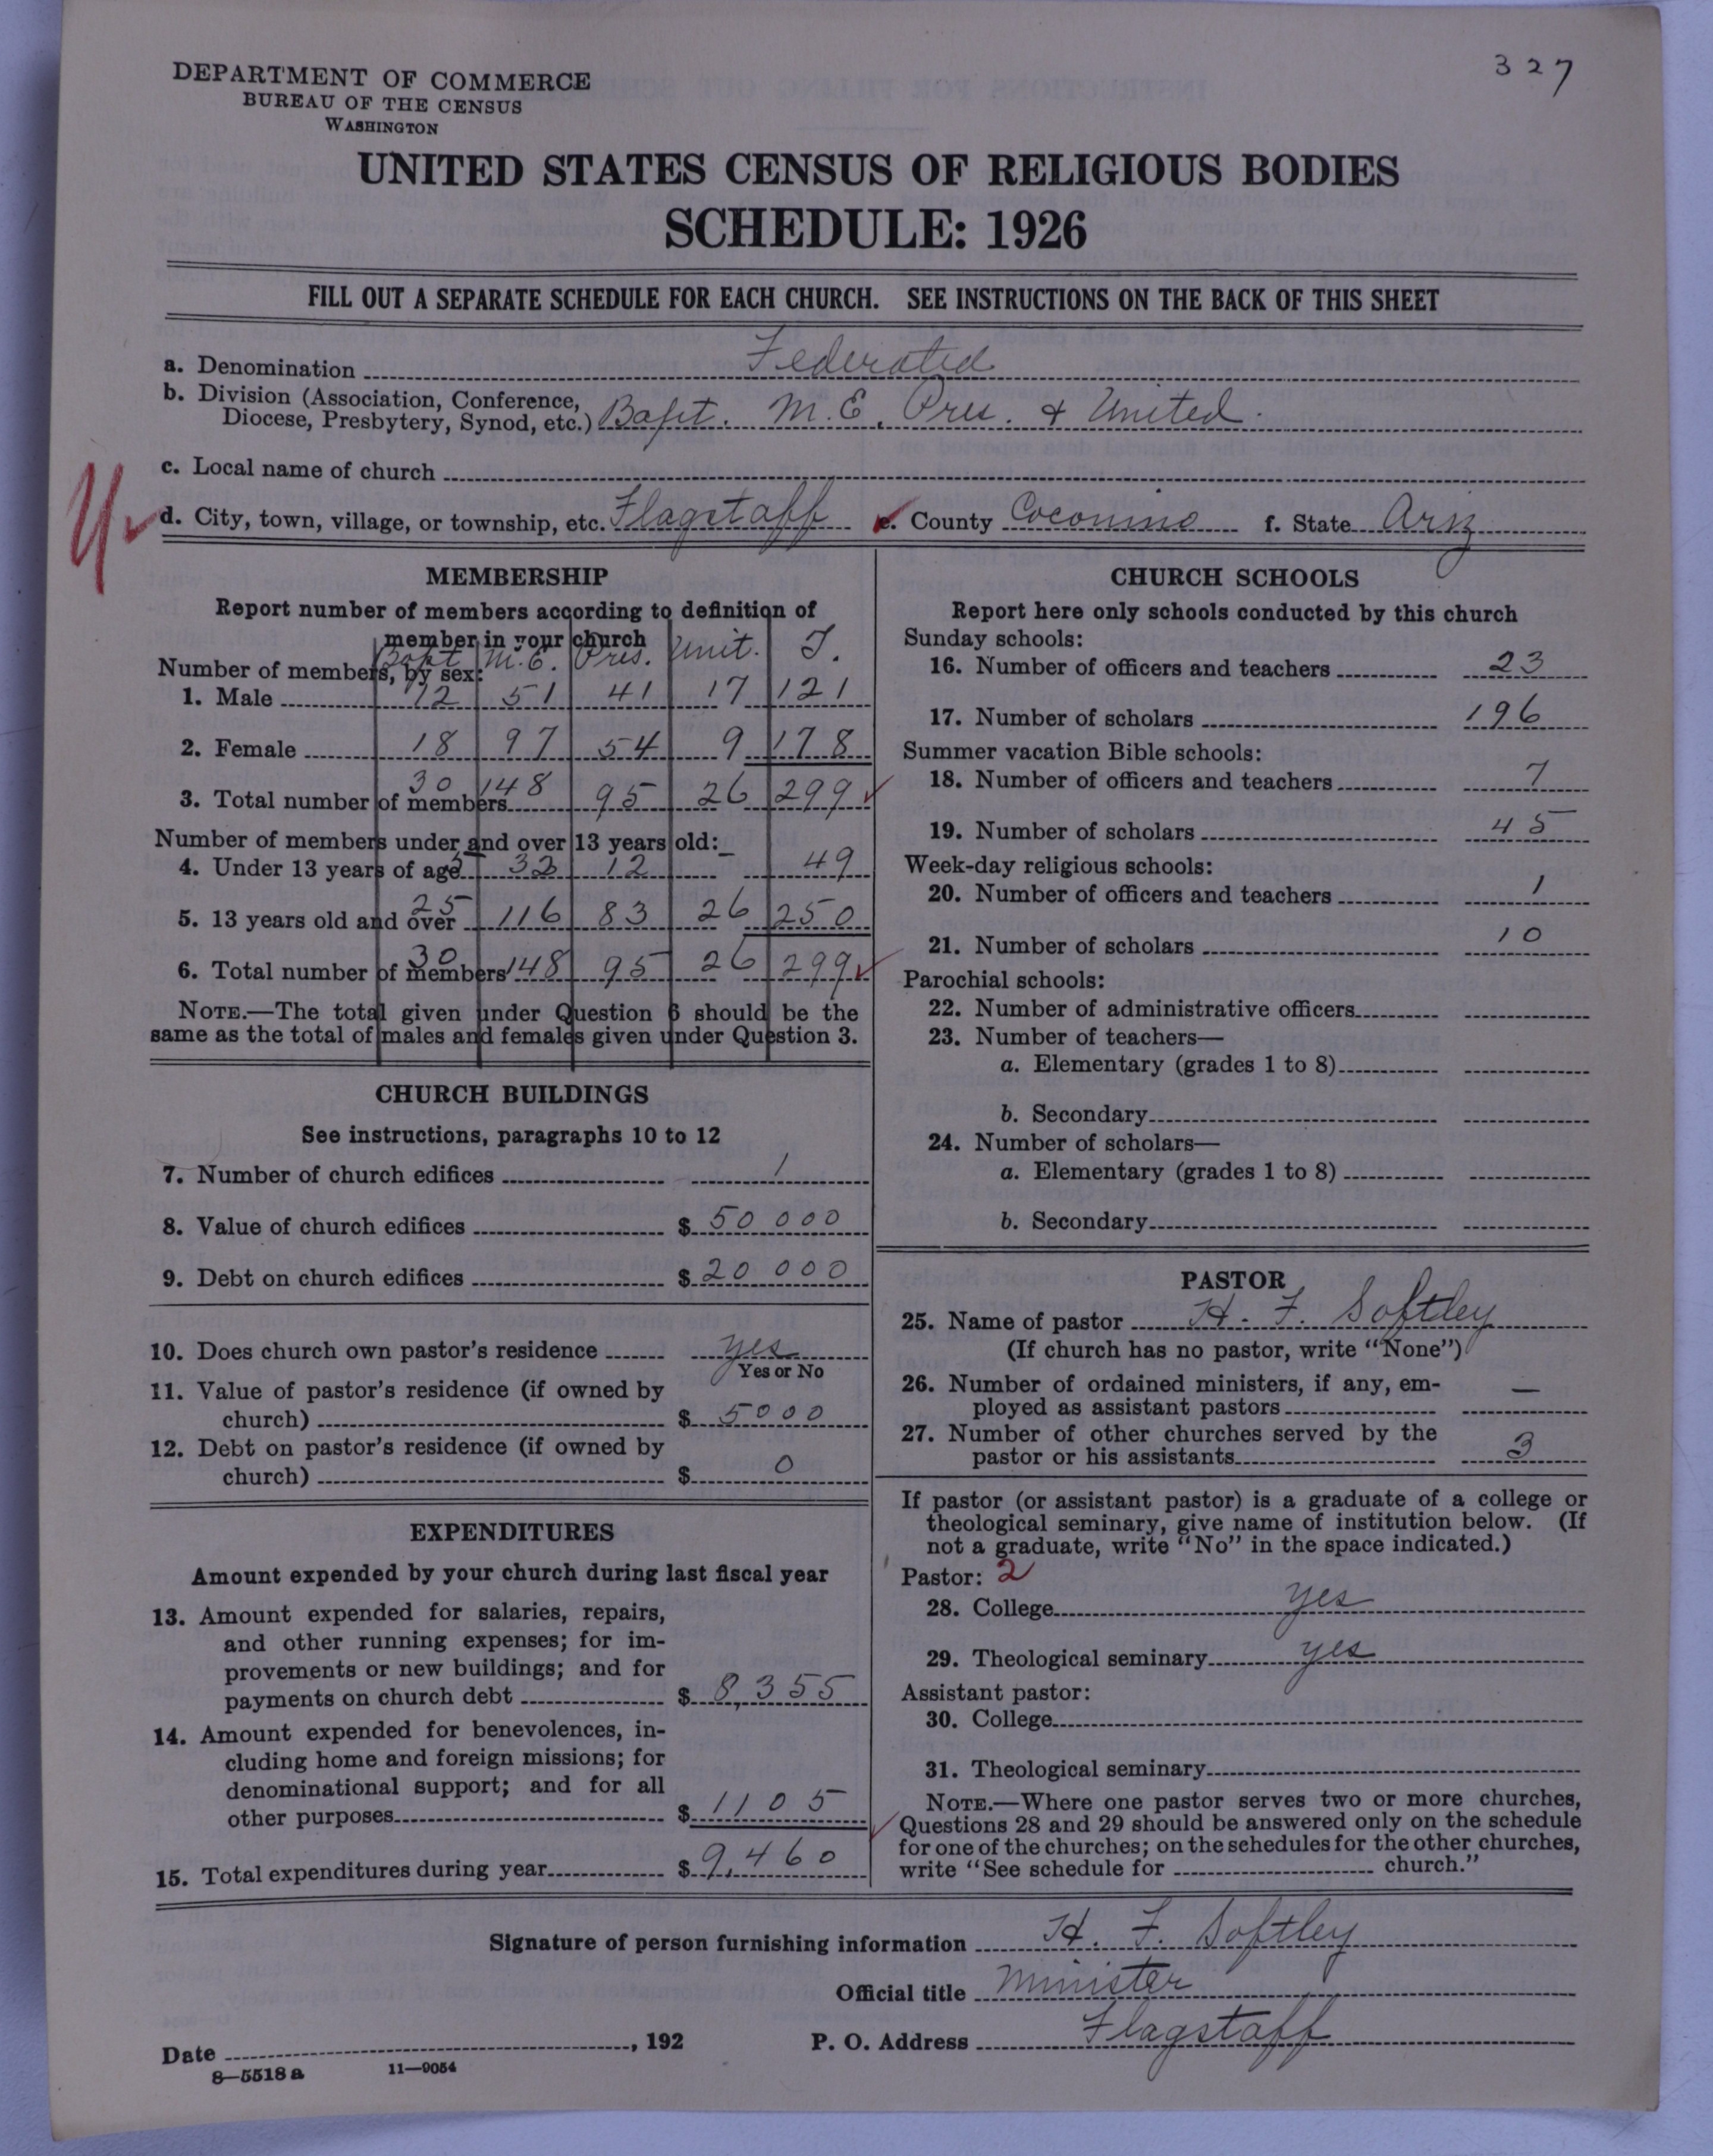 327
DEPARTMENT OF COMMERCE
BUREAU OF THE CENSUS
WASHINGTON
UNITED STATES CENSUS OF RELIGIOUS BODIES
SCHEDULE: 1926
FILL OUT A SEPARATE SCHEDULE FOR EACH CHURCH. SEE INSTRUCTIONS ON THE BACK OF THIS SHEET
a. Denomination Federated
b. Division (Association, Conference,
Diocese, Presbytery, Synod, etc.) Bapt. M.E. Pres. & United.
c. Local name of church
d. City, town, village, or township, etc. Flagstaff e. County Coconino f. State Ariz
MEMBERSHIP
Report number of members according to definition of
member in your church
Bapt M.E. Pres. Unit. T.
Number of members, by sex:
1. Male 12 51 41 17 121
2. Female 18 97 54 9 178
3. Total number of members 30 148 95 26 299
Number of members under and over 13 years old:
4. Under 13 years of age 5 32 12 - 49
5. 13 years old and over 25 116 83 26 250
6. Total number of members 30 148 95 26 299
NOTE.—The total given under Question 6 should be the
same as the total of males and females given under Question 3.
CHURCH BUILDINGS
See instructions, paragraphs 10 to 12
7. Number of church edifices 1
8. Value of church edifices $ 50 000
9. Debt on church edifices $ 20 000
10. Does church own pastor's residence yes
Yes or No
11. Value of pastor's residence (if owned by
church) $ 5000
12. Debt on pastor's residence (if owned by
church) $ 0
EXPENDITURES
Amount expended by your church during last fiscal year
13. Amount expended for salaries, repairs,
and other running expenses; for im-
provements or new buildings; and for
payments on church debt $ 8,355
14. Amount expended for benevolences, in-
cluding home and foreign missions; for
denominational support; and for all
other purposes $ 1105
15. Total expenditures during year $ 9,460
CHURCH SCHOOLS
Report here only schools conducted by this church
Sunday schools:
16. Number of officers and teachers 23
17. Number of scholars 196
Summer vacation Bible schools:
18. Number of officers and teachers 7
19. Number of scholars 45
Week-day religious schools:
20. Number of officers and teachers 1
21. Number of scholars 10
Parochial schools:
22. Number of administrative officers
23. Number of teachers—
a. Elementary (grades 1 to 8)
b. Secondary
24. Number of scholars—
a. Elementary (grades 1 to 8)
b. Secondary
PASTOR
25. Name of pastor H. F. Softley
(If church has no pastor, write "None")
26. Number of ordained ministers, if any, em-
ployed as assistant pastors —
27. Number of other churches served by the
pastor or his assistants 3
If pastor (or assistant pastor) is a graduate of a college or
theological seminary, give name of institution below. (If
not a graduate, write "No" in the space indicated.)
Pastor: 2
28. College yes
29. Theological seminary yes
Assistant pastor:
30. College
31. Theological seminary
NOTE.—Where one pastor serves two or more churches,
Questions 28 and 29 should be answered only on the schedule
for one of the churches; on the schedules for the other churches,
write "See schedule for church."
Signature of person furnishing information H. F. Softley
Official title Minister
Date , 192 P. O. Address Flagstaff
8—5518 a 11—9054